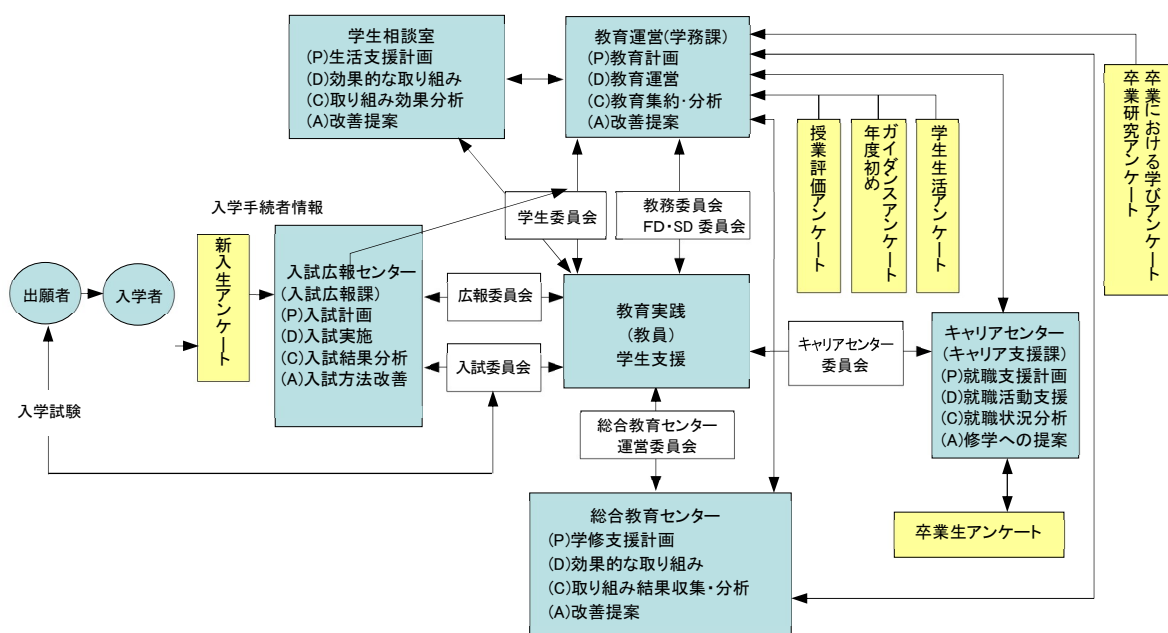 学生相談室
(P)生活支援計画
(D)効果的な取り組み
(C)取り組み効果分析
(A)改善提案
教育運営(学務課)
(P)教育計画
(D)教育運営
(C)教育集約・分析
(A)改善提案
卒業における学びアンケート
卒業研究アンケート
授業評価アンケート
年度初め
ガイダンスアンケート
学生生活アンケート
学生委員会
教務委員会
FD・SD 委員会
入学手続者情報
新入生アンケート
出願者
入学者
入試広報センター
(入試広報課)
(P)入試計画
(D)入試実施
(C)入試結果分析
(A)入試方法改善
広報委員会
入試委員会
教育実践
(教員)
学生支援
キャリアセンター
委員会
キャリアセンター
(キャリア支援課)
(P)就職支援計画
(D)就職活動支援
(C)就職状況分析
(A)修学への提案
入学試験
総合教育センター
運営委員会
総合教育センター
(P)学修支援計画
(D)効果的な取り組み
(C)取り組み結果収集・分析
(A)改善提案
卒業生アンケート